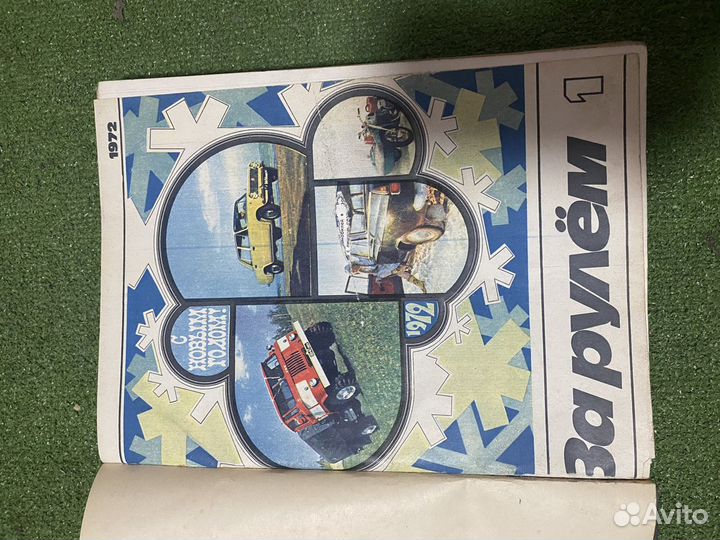 За рулём 1
1972
С
НОВЫМ
ГОДОМ!
1972
Avito